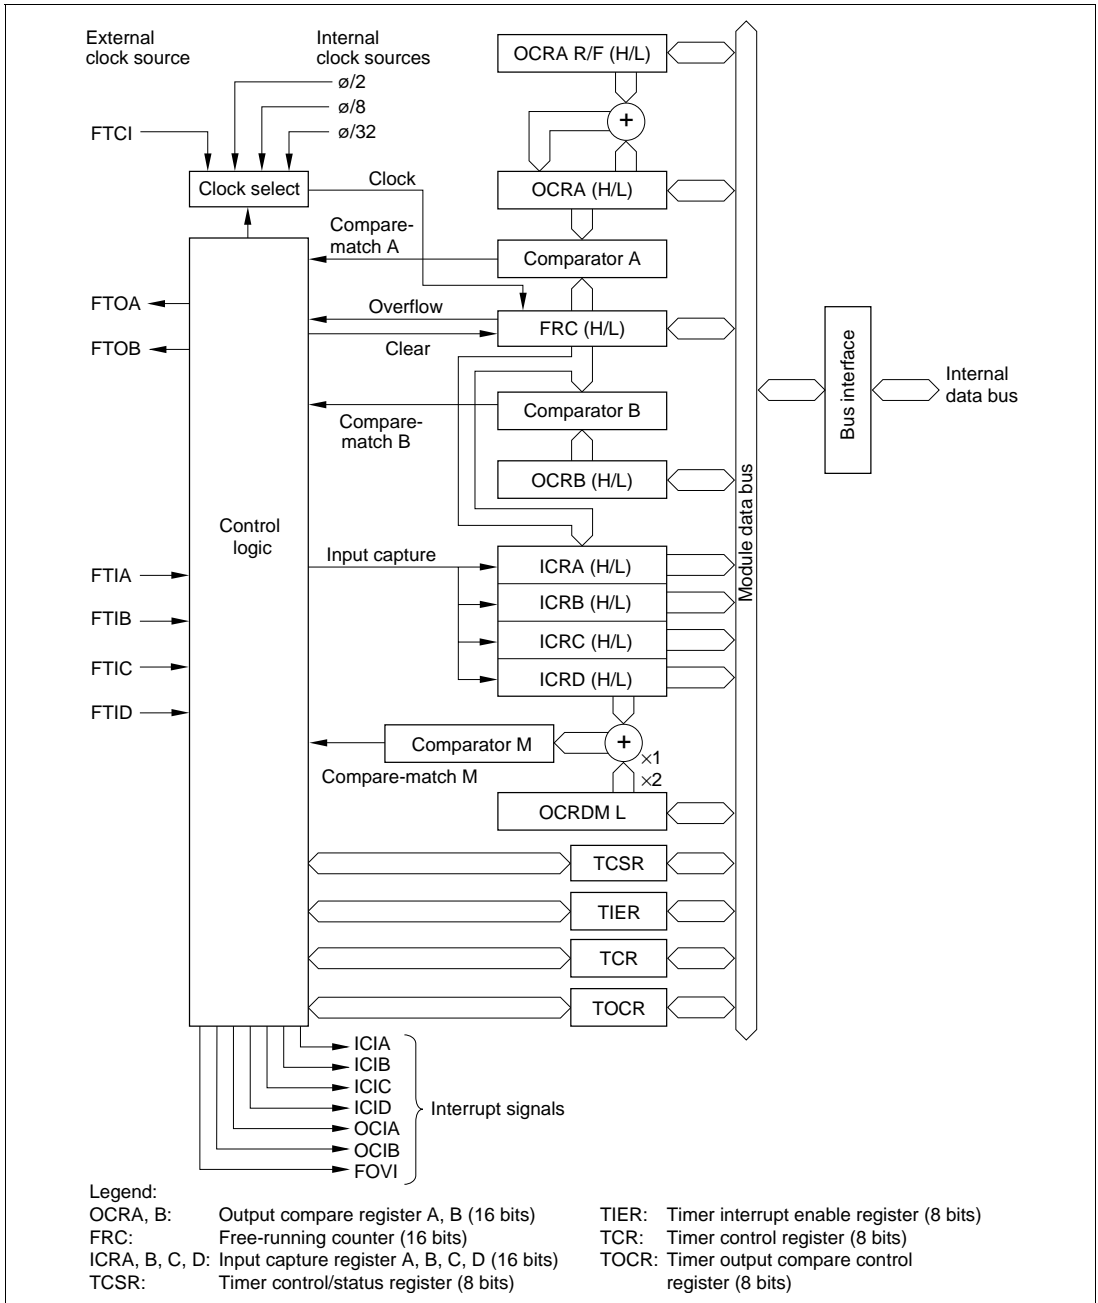 External
clock source
Internal
clock sources
ø/2
ø/8
ø/32
FTCI
Clock select
Clock
OCRA R/F (H/L)
+
OCRA (H/L)
Compare-
match A
Comparator A
FTOA
FTOB
Overflow
Clear
FRC (H/L)
Compare-
match B
Comparator B
OCRB (H/L)
Control
logic
Input capture
FTIA
FTIB
FTIC
FTID
ICRA (H/L)
ICRB (H/L)
ICRC (H/L)
ICRD (H/L)
+
×1
×2
Comparator M
Compare-match M
OCRDM L
TCSR
TIER
TCR
TOCR
Module data bus
Bus interface
Internal
data bus
ICIA
ICIB
ICIC
ICID
OCIA
OCIB
FOVI
Interrupt signals
Legend:
OCRA, B: Output compare register A, B (16 bits)
FRC: Free-running counter (16 bits)
ICRA, B, C, D: Input capture register A, B, C, D (16 bits)
TCSR: Timer control/status register (8 bits)
TIER: Timer interrupt enable register (8 bits)
TCR: Timer control register (8 bits)
TOCR: Timer output compare control
register (8 bits)